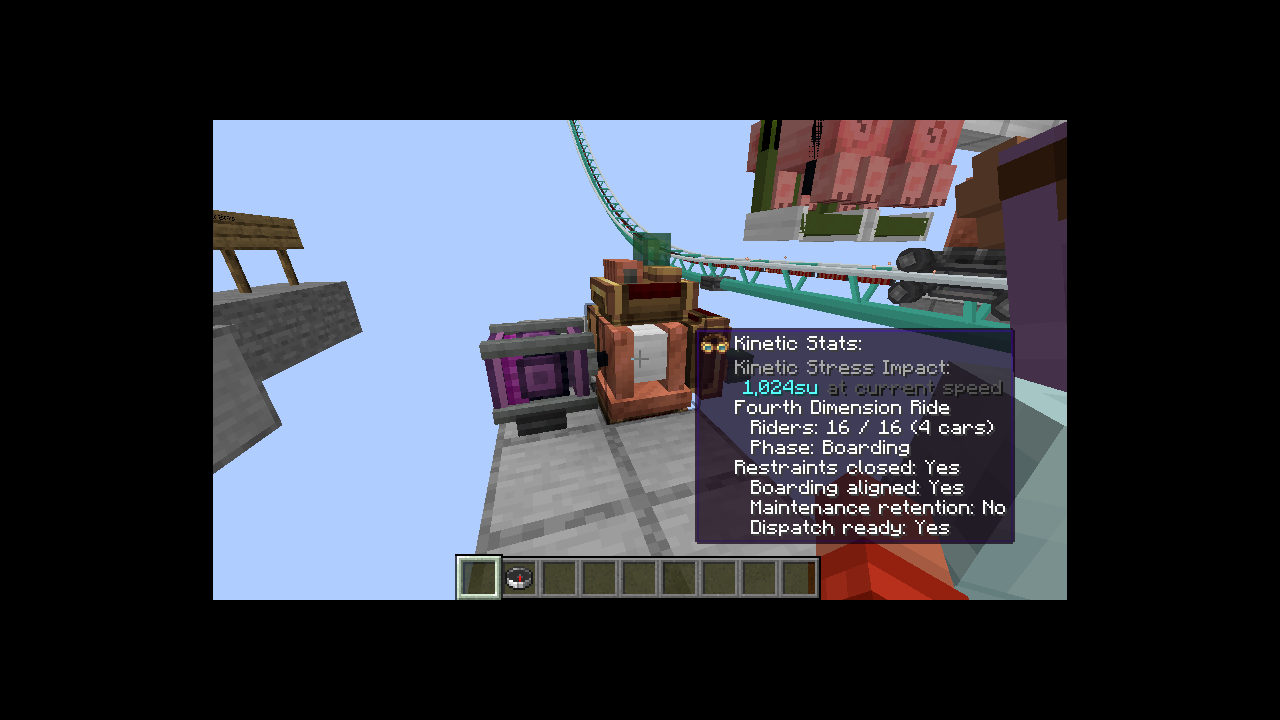 Kinetic Stats:
Kinetic Stress Impact:
1,024su at current speed
Fourth Dimension Ride
Riders: 16 / 16 (4 cars)
Phase: Boarding
Restraints closed: Yes
Boarding aligned: Yes
Maintenance retention: No
Dispatch ready: Yes